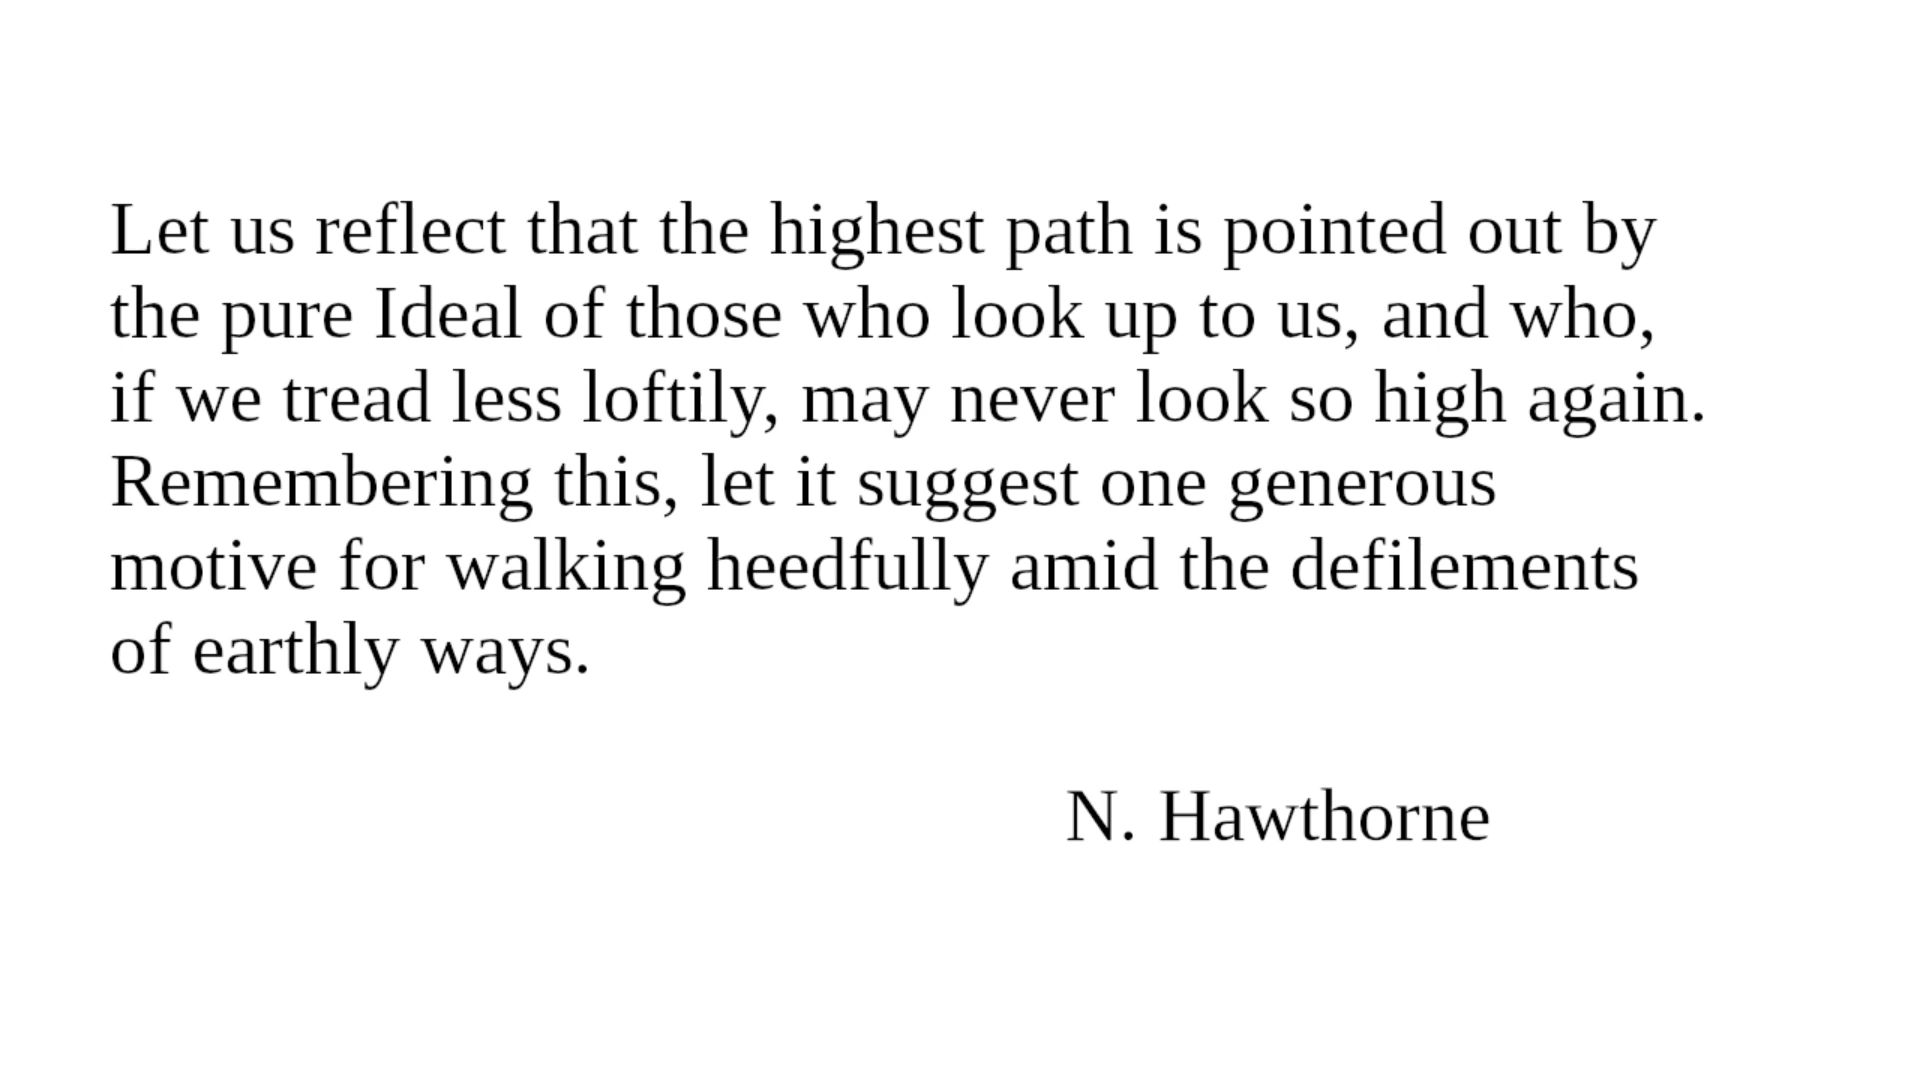 Let us reflect that the highest path is pointed out by
the pure Ideal of those who look up to us, and who,
if we tread less loftily, may never look so high again.
Remembering this, let it suggest one generous
motive for walking heedfully amid the defilements
of earthly ways.
N. Hawthorne